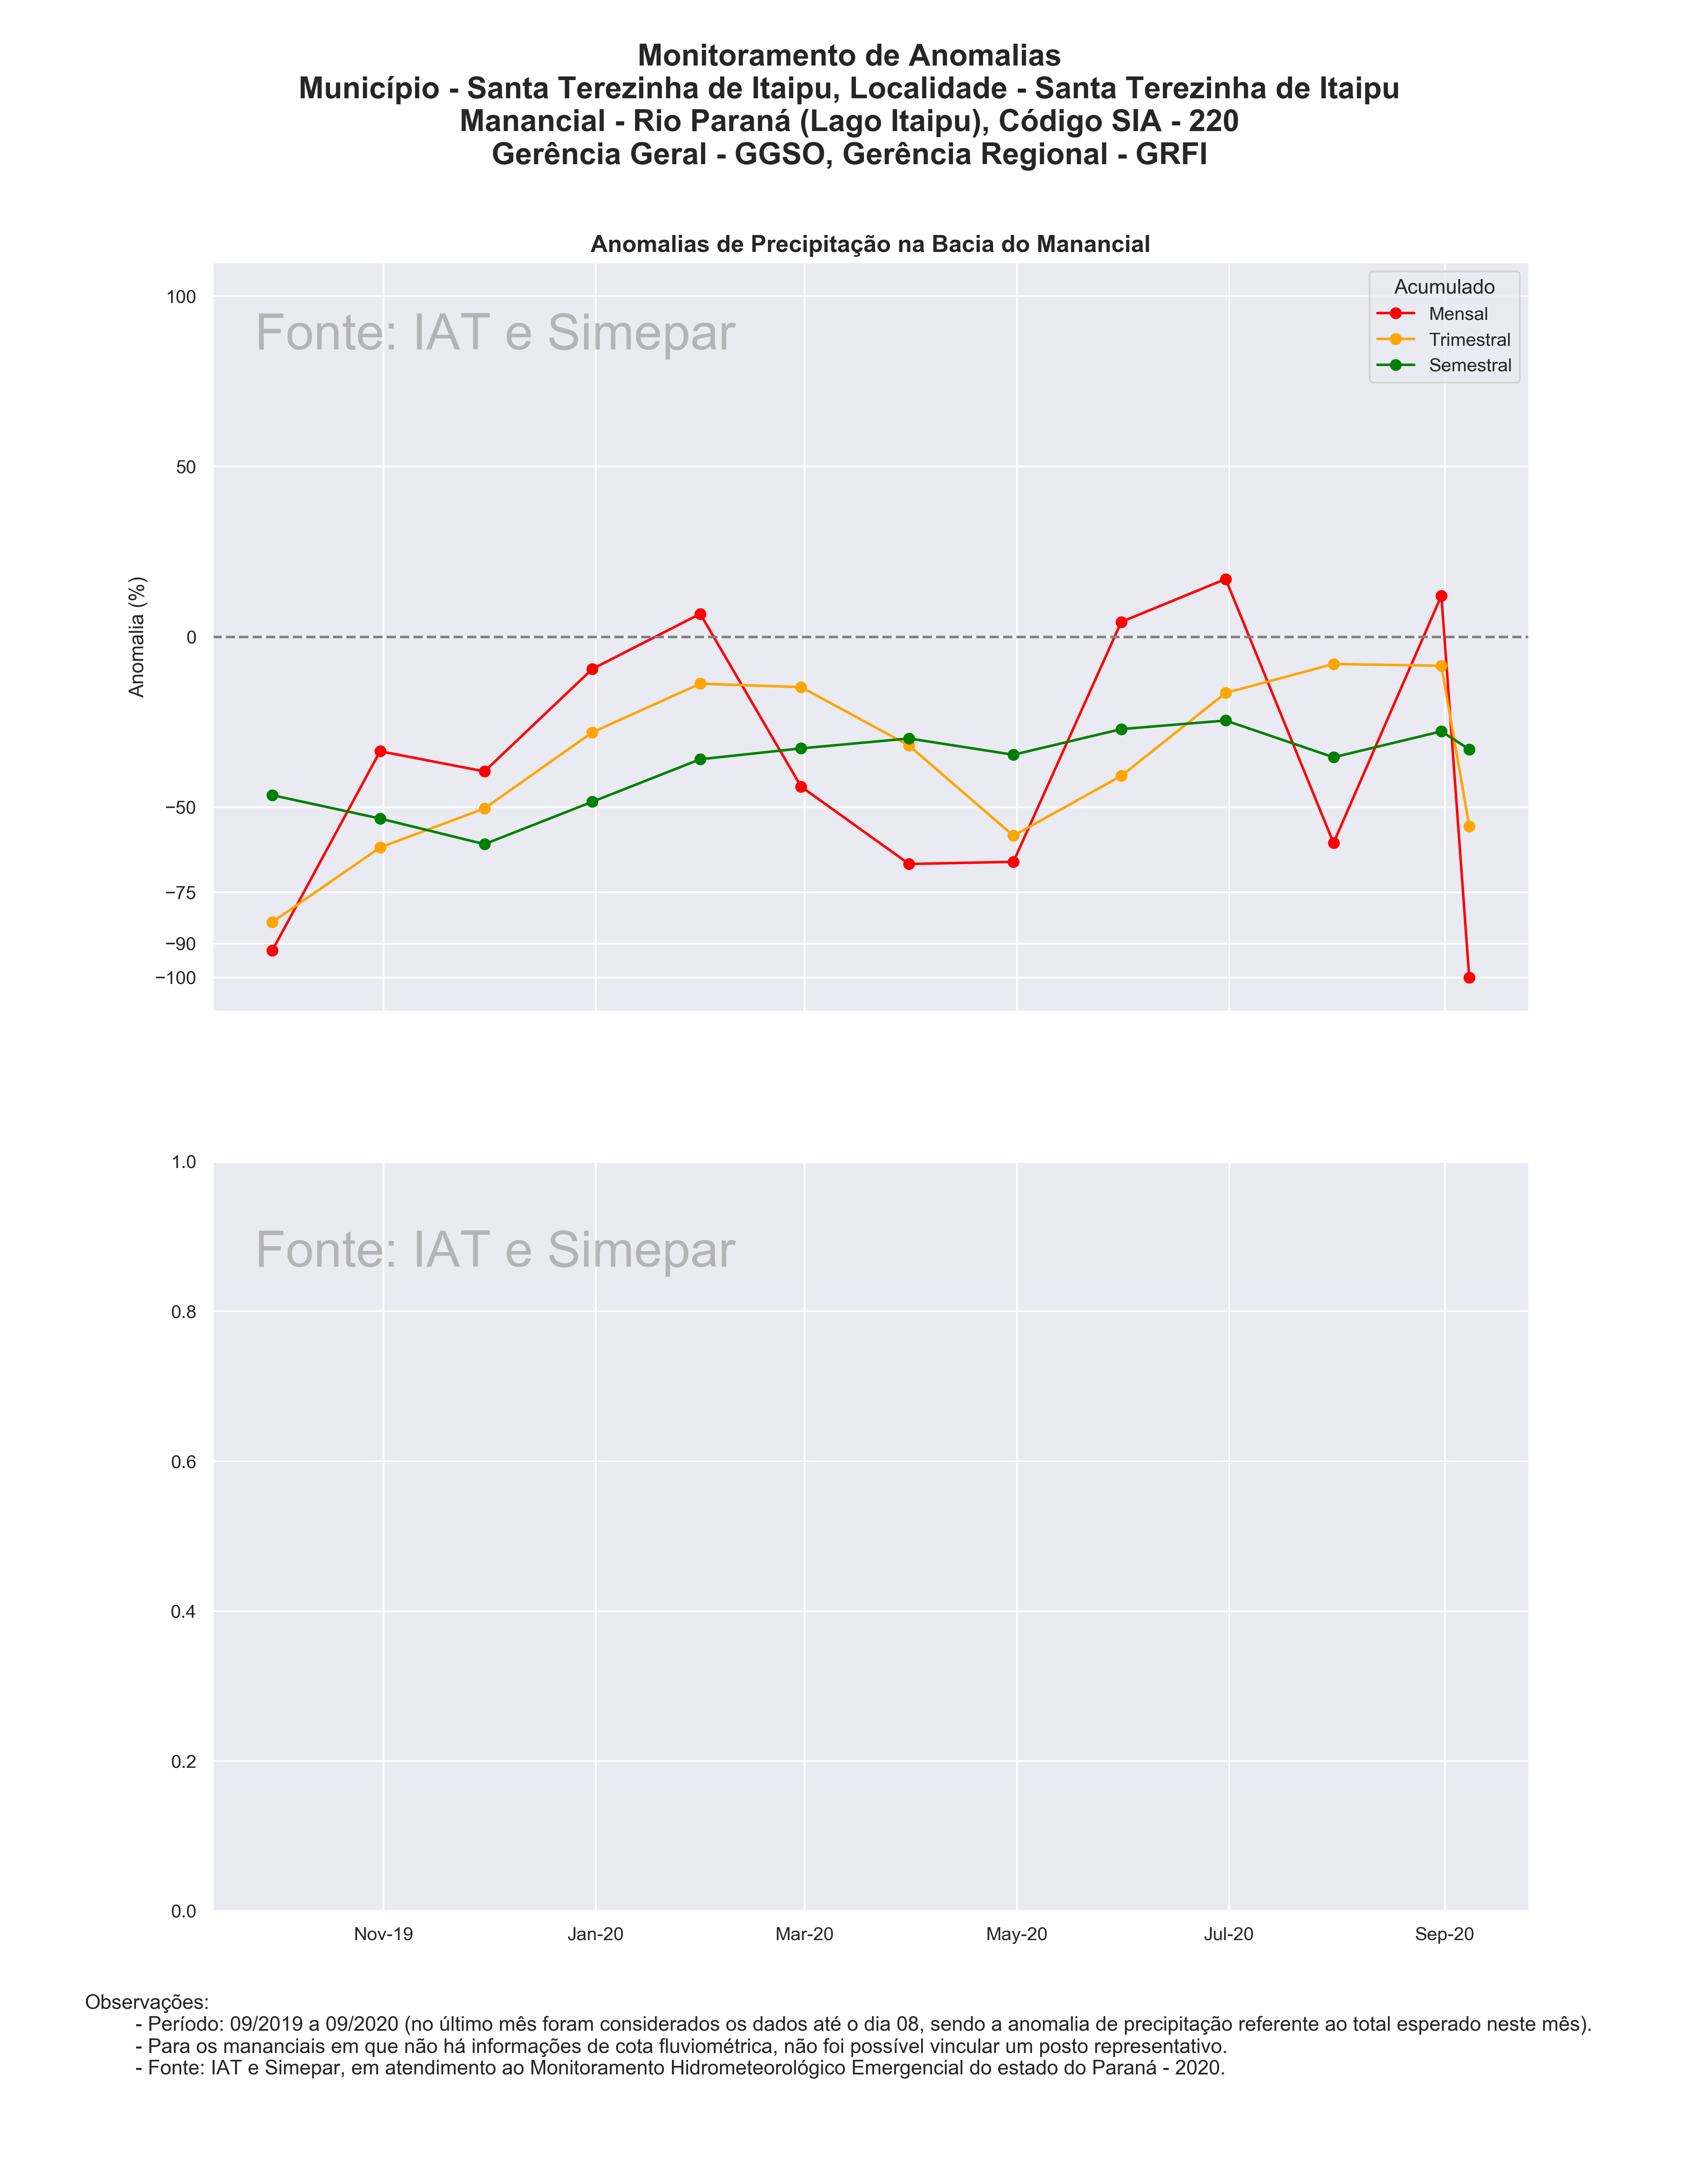 Monitoramento de Anomalias
Município - Santa Terezinha de Itaipu, Localidade - Santa Terezinha de Itaipu
Manancial - Rio Paraná (Lago Itaipu), Código SIA - 220
Gerência Geral - GGSO, Gerência Regional - GRFI
Anomalias de Precipitação na Bacia do Manancial
Fonte: IAT e Simepar
Acumulado
Mensal
Trimestral
Semestral
Anomalia (%)
100
50
0
−50
−75
−90
−100
Fonte: IAT e Simepar
1.0
0.8
0.6
0.4
0.2
0.0
Nov-19 Jan-20 Mar-20 May-20 Jul-20 Sep-20
Observações:
- Período: 09/2019 a 09/2020 (no último mês foram considerados os dados até o dia 08, sendo a anomalia de precipitação referente ao total esperado neste mês).
- Para os mananciais em que não há informações de cota fluviométrica, não foi possível vincular um posto representativo.
- Fonte: IAT e Simepar, em atendimento ao Monitoramento Hidrometeorológico Emergencial do estado do Paraná - 2020.